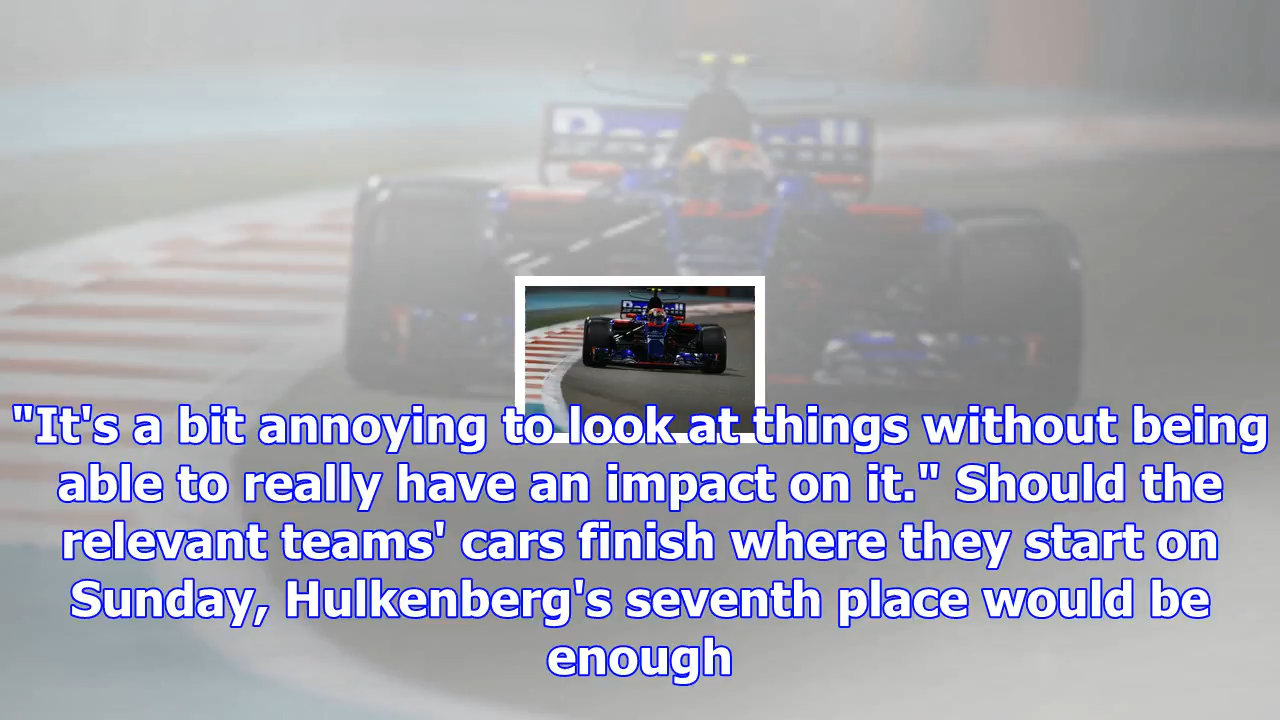 "It's a bit annoying to look at things without being
able to really have an impact on it." Should the
relevant teams' cars finish where they start on
Sunday, Hulkenberg's seventh place would be
enough